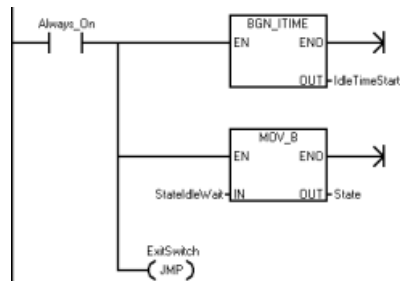 Always_On
BGN_ITIME
EN ENO
OUT IdleTimeStart
MOV_B
EN ENO
StateIdleWait IN OUT State
ExitSwitch
JMP